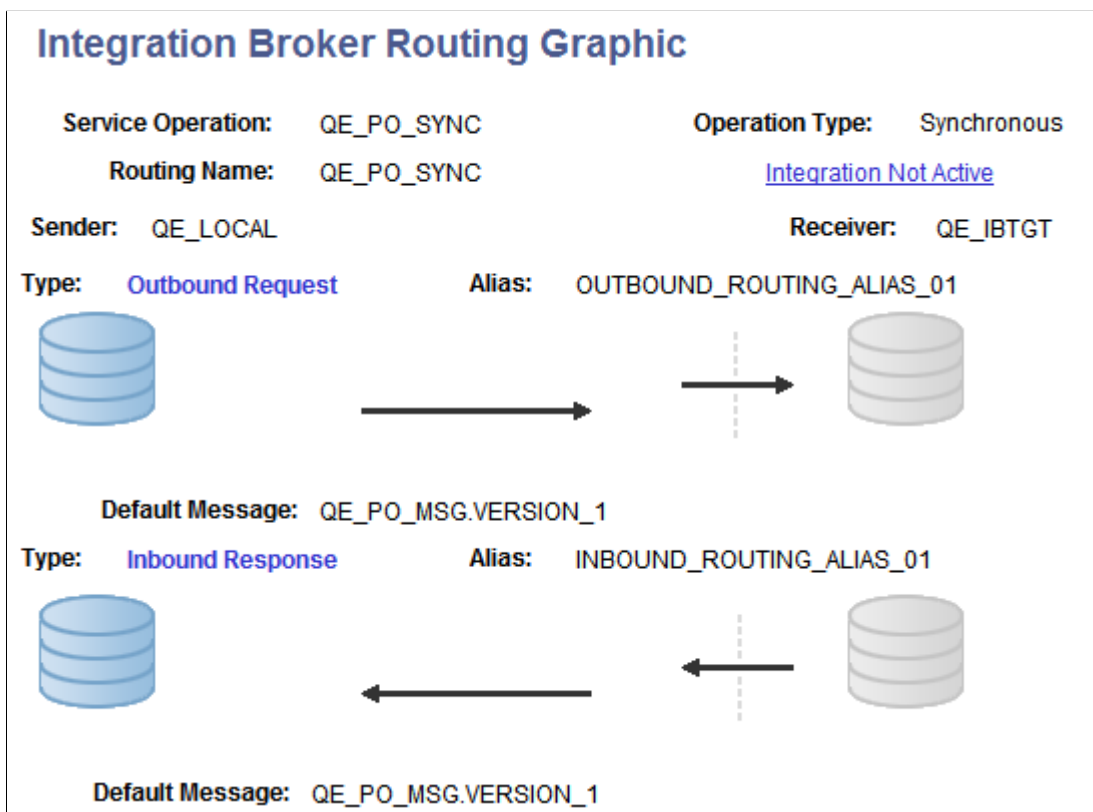 Integration Broker Routing Graphic
Service Operation: QE_PO_SYNC Operation Type: Synchronous
Routing Name: QE_PO_SYNC Integration Not Active
Sender: QE_LOCAL Receiver: QE_IBTGT
Type: Outbound Request Alias: OUTBOUND_ROUTING_ALIAS_01
Default Message: QE_PO_MSG.VERSION_1
Type: Inbound Response Alias: INBOUND_ROUTING_ALIAS_01
Default Message: QE_PO_MSG.VERSION_1